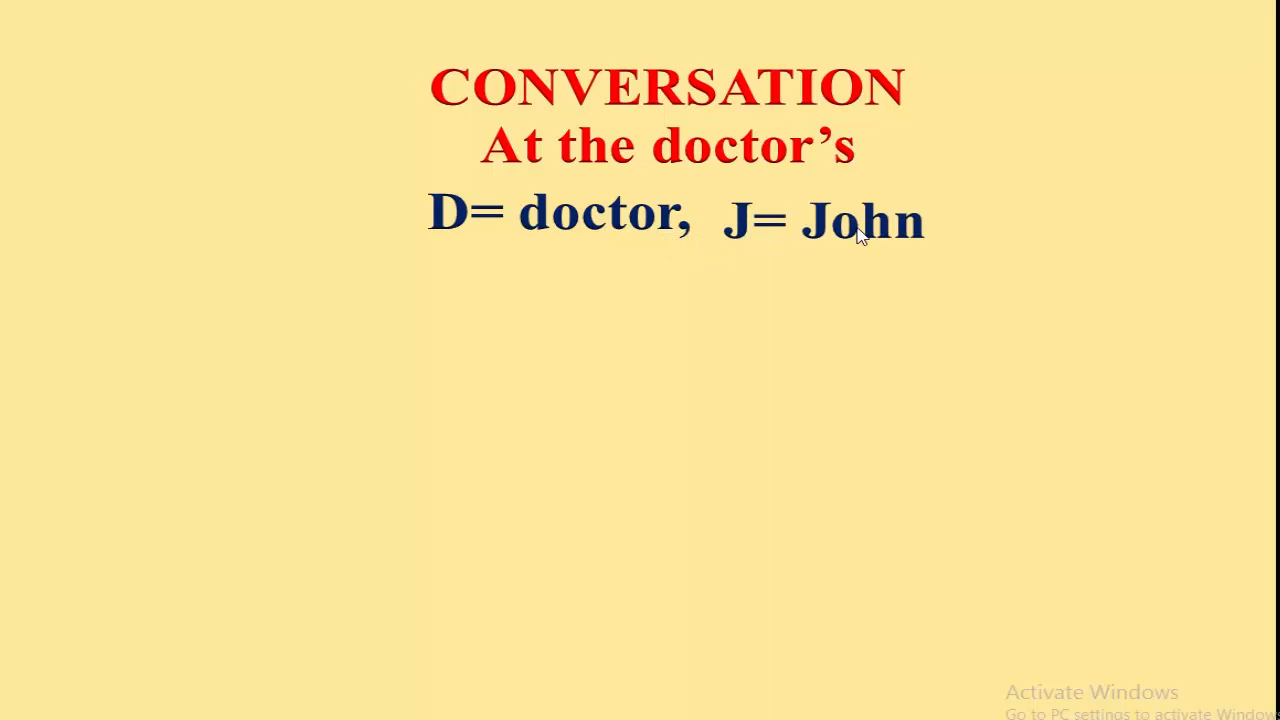 CONVERSATION
At the doctor’s
D= doctor, J= John
Activate Windows
Go to PC settings to activate Windows